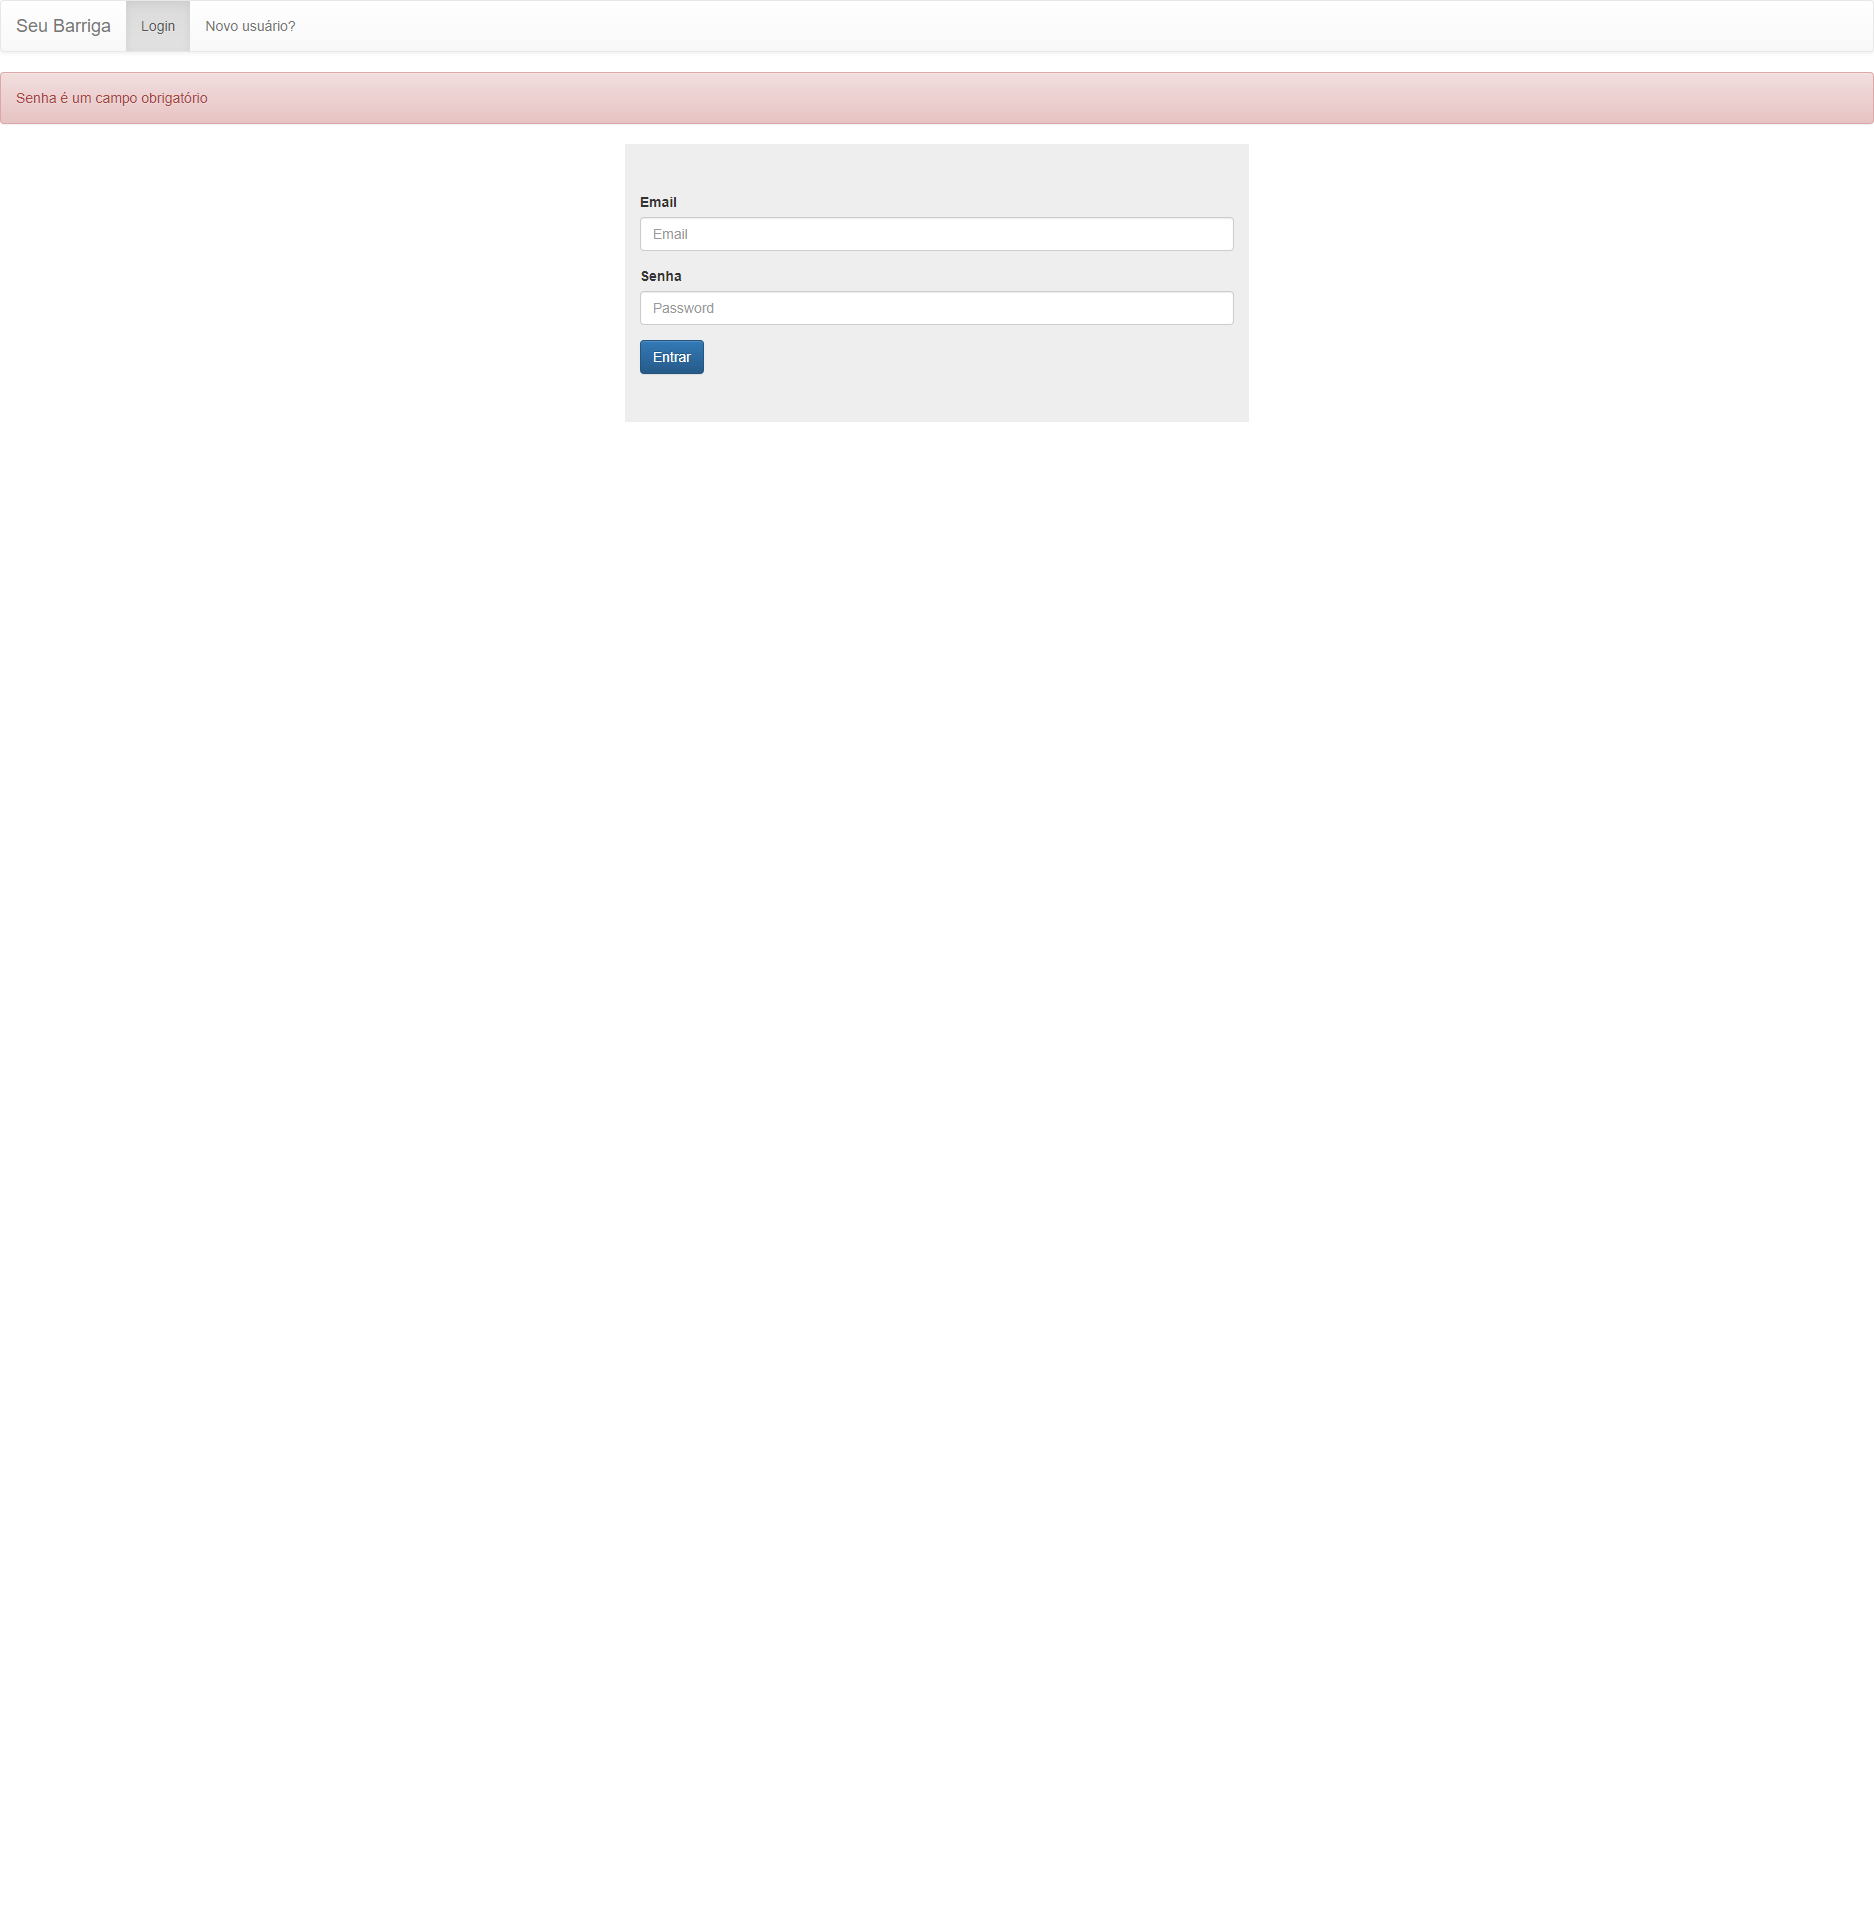 Seu Barriga Login Novo usuário?
Senha é um campo obrigatório
Email
Email
Senha
Password
Entrar